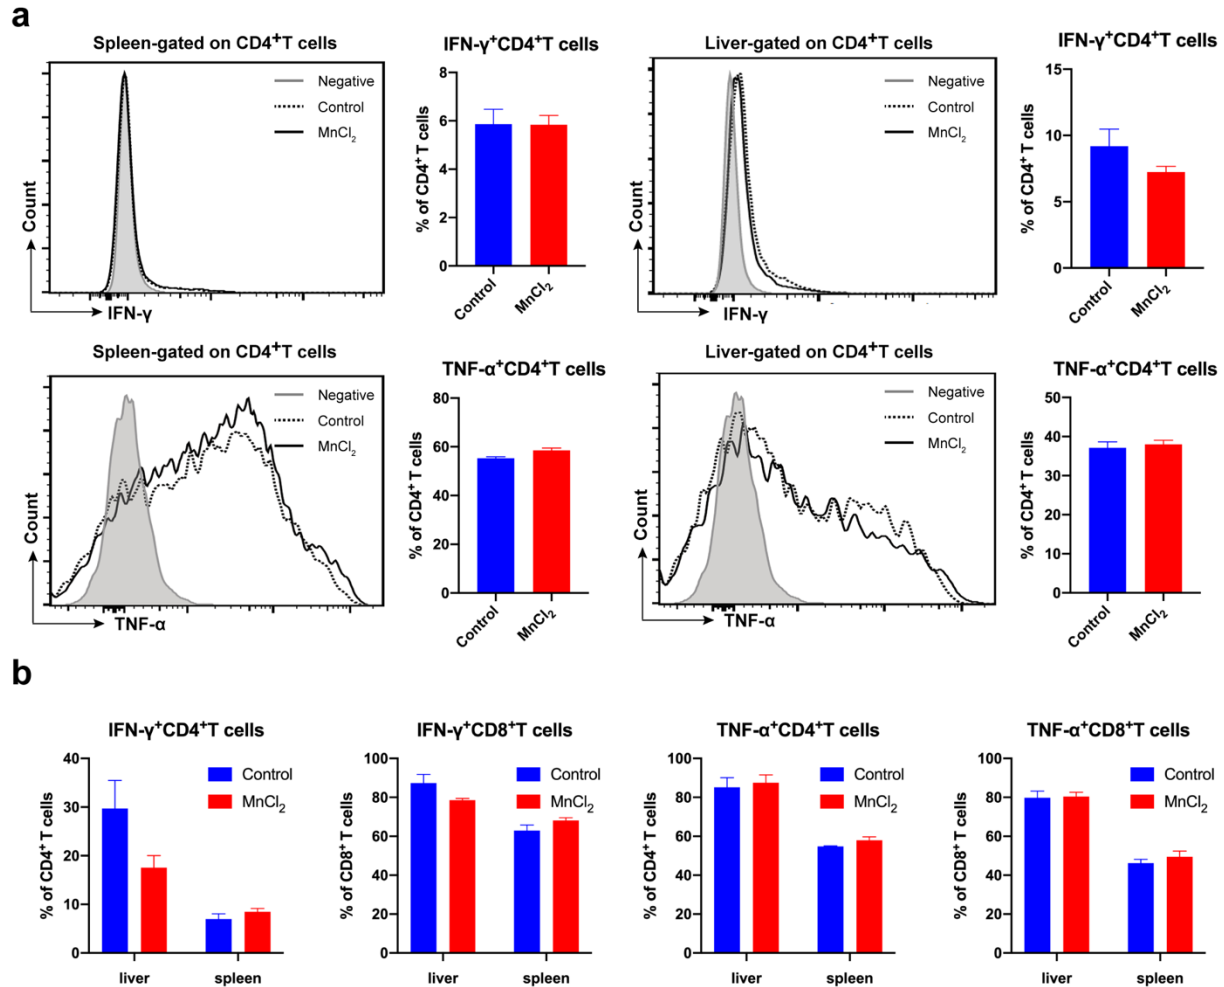 a
Spleen-gated on CD4⁺T cells
Negative
Control
MnCl₂
Count
IFN-γ
IFN-γ⁺CD4⁺T cells
% of CD4⁺ T cells
8
6
4
2
0
Control
MnCl₂
Liver-gated on CD4⁺T cells
Negative
Control
MnCl₂
Count
IFN-γ
IFN-γ⁺CD4⁺T cells
% of CD4⁺ T cells
15
10
5
0
Control
MnCl₂
Spleen-gated on CD4⁺T cells
Negative
Control
MnCl₂
Count
TNF-α
TNF-α⁺CD4⁺T cells
% of CD4⁺ T cells
80
60
40
20
0
Control
MnCl₂
Liver-gated on CD4⁺T cells
Negative
Control
MnCl₂
Count
TNF-α
TNF-α⁺CD4⁺T cells
% of CD4⁺ T cells
50
40
30
20
10
0
Control
MnCl₂
b
IFN-γ⁺CD4⁺T cells
% of CD4⁺ T cells
40
30
20
10
0
Control
MnCl₂
liver spleen
IFN-γ⁺CD8⁺T cells
% of CD8⁺ T cells
100
80
60
40
20
0
Control
MnCl₂
liver spleen
TNF-α⁺CD4⁺T cells
% of CD4⁺ T cells
100
80
60
40
20
0
Control
MnCl₂
liver spleen
TNF-α⁺CD8⁺T cells
% of CD8⁺ T cells
100
80
60
40
20
0
Control
MnCl₂
liver spleen